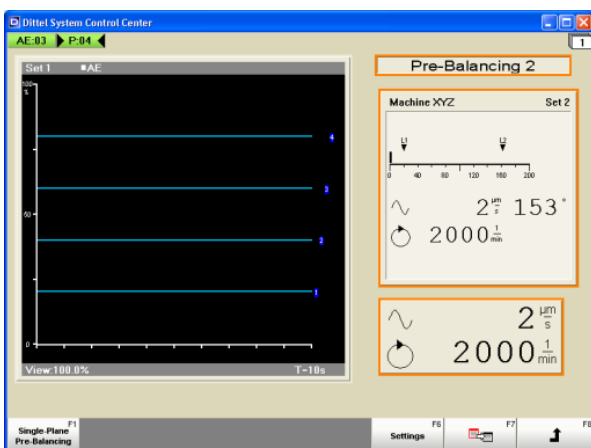 Dittel System Control Center
AE:03 P:04
1
Set 1 ■AE
Pre-Balancing 2
100
%
50
0
4
3
2
1
View:100.0% T-10s
Machine XYZ Set 2
L1 L2
0 40 80 120 160 200
2 µm/s 153°
2000 1/min
2 µm/s
2000 1/min
F1
Single-Plane
Pre-Balancing
F6
Settings
F7
F8